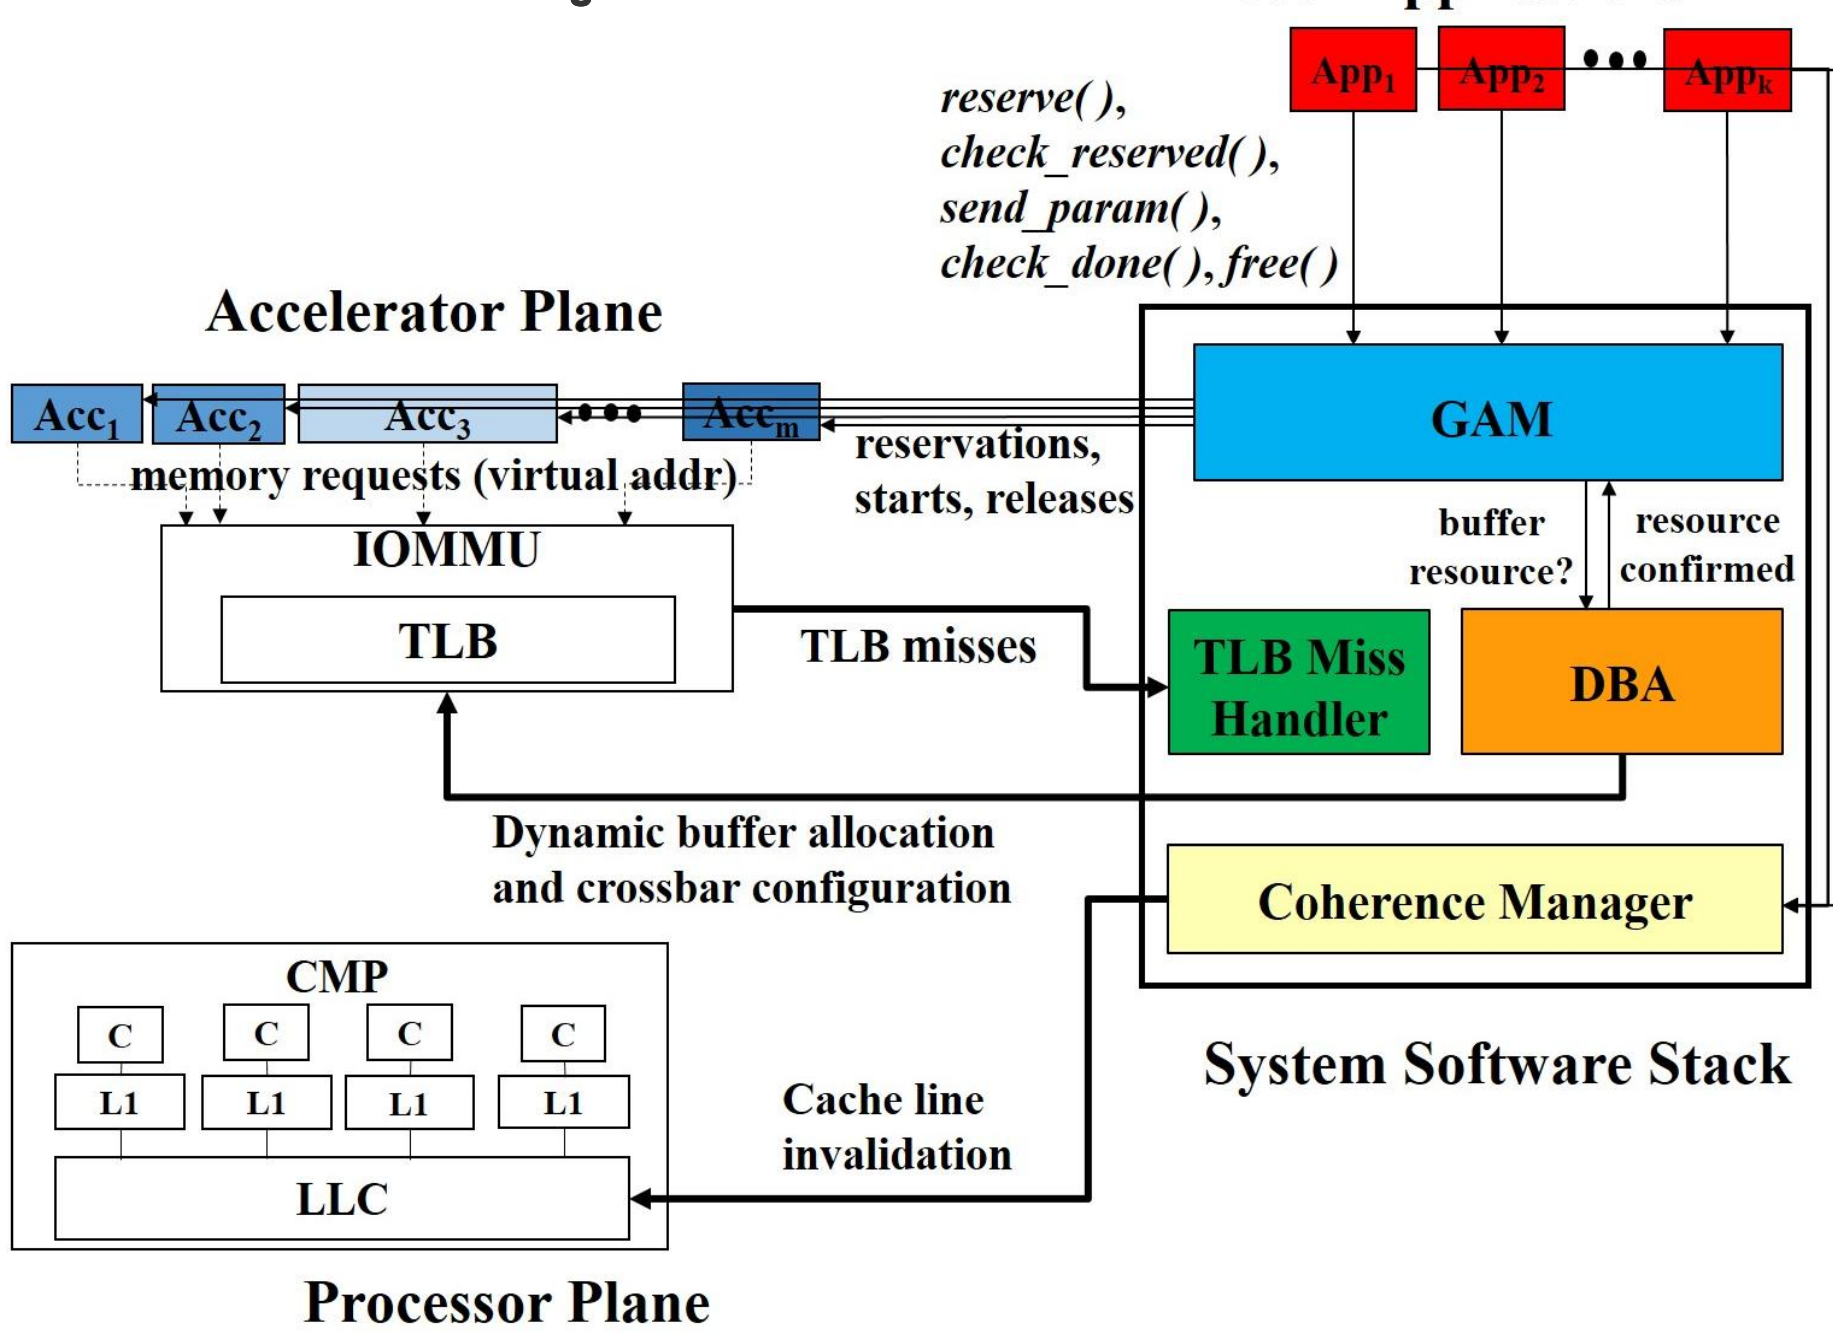 App1
App2
Appk
reserve( ),
check_reserved( ),
send_param( ),
check_done( ), free( )
Accelerator Plane
Acc1
Acc2
Acc3
Accm
GAM
memory requests (virtual addr)
reservations,
starts, releases
buffer
resource?
resource
confirmed
IOMMU
TLB
TLB misses
TLB Miss
Handler
DBA
Dynamic buffer allocation
and crossbar configuration
Coherence Manager
CMP
C
C
C
C
L1
L1
L1
L1
LLC
Cache line
invalidation
System Software Stack
Processor Plane